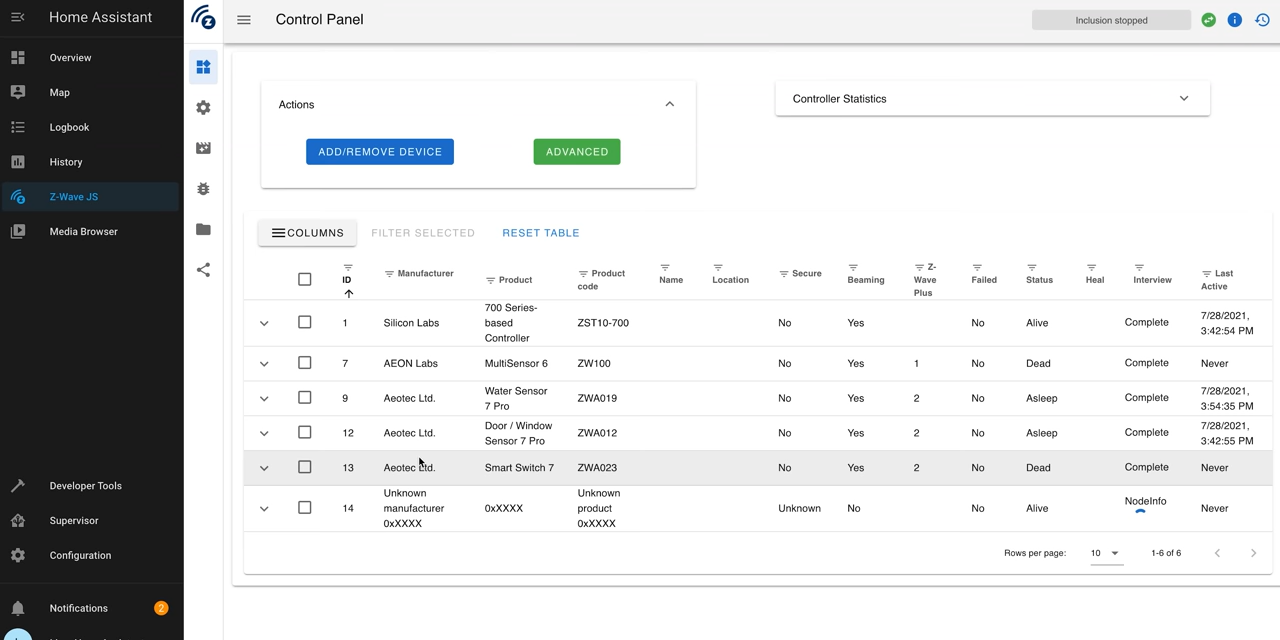 Home Assistant
Overview
Map
Logbook
History
Z-Wave JS
Media Browser
Developer Tools
Supervisor
Configuration
Notifications
2
Control Panel
Inclusion stopped
Actions
ADD/REMOVE DEVICE
ADVANCED
Controller Statistics
COLUMNS
FILTER SELECTED
RESET TABLE
ID
Manufacturer
Product
Product
code
Name
Location
Secure
Beaming
Z-
Wave
Plus
Failed
Status
Heal
Interview
Last
Active
1
Silicon Labs
700 Series-
based
Controller
ZST10-700
No
Yes
No
Alive
Complete
7/28/2021,
3:42:54 PM
7
AEON Labs
MultiSensor 6
ZW100
No
Yes
1
No
Dead
Complete
Never
9
Aeotec Ltd.
Water Sensor
7 Pro
ZWA019
No
Yes
2
No
Asleep
Complete
7/28/2021,
3:54:35 PM
12
Aeotec Ltd.
Door / Window
Sensor 7 Pro
ZWA012
No
Yes
2
No
Asleep
Complete
7/28/2021,
3:42:55 PM
13
Aeotec Ltd.
Smart Switch 7
ZWA023
No
Yes
2
No
Dead
Complete
Never
14
Unknown
manufacturer
0xXXXX
0xXXXX
Unknown
product
0xXXXX
Unknown
No
No
Alive
NodeInfo
Never
Rows per page:
10
1-6 of 6